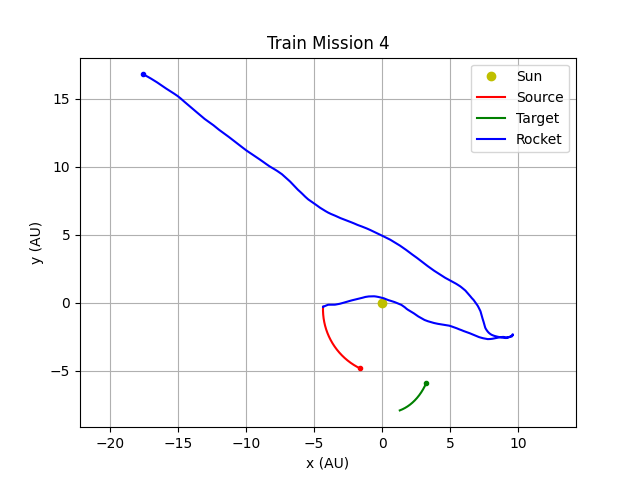 Train Mission 4
Sun
Source
Target
Rocket
15
10
5
0
−5
y (AU)
−20
−15
−10
−5
0
5
10
x (AU)